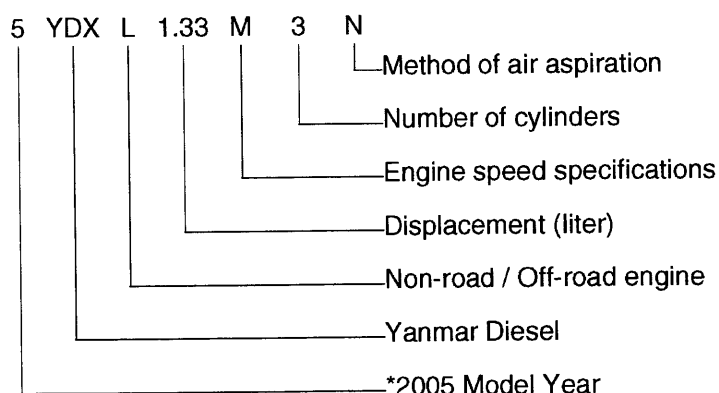 5 YDX L 1.33 M 3 N
Method of air aspiration
Number of cylinders
Engine speed specifications
Displacement (liter)
Non-road / Off-road engine
Yanmar Diesel
*2005 Model Year